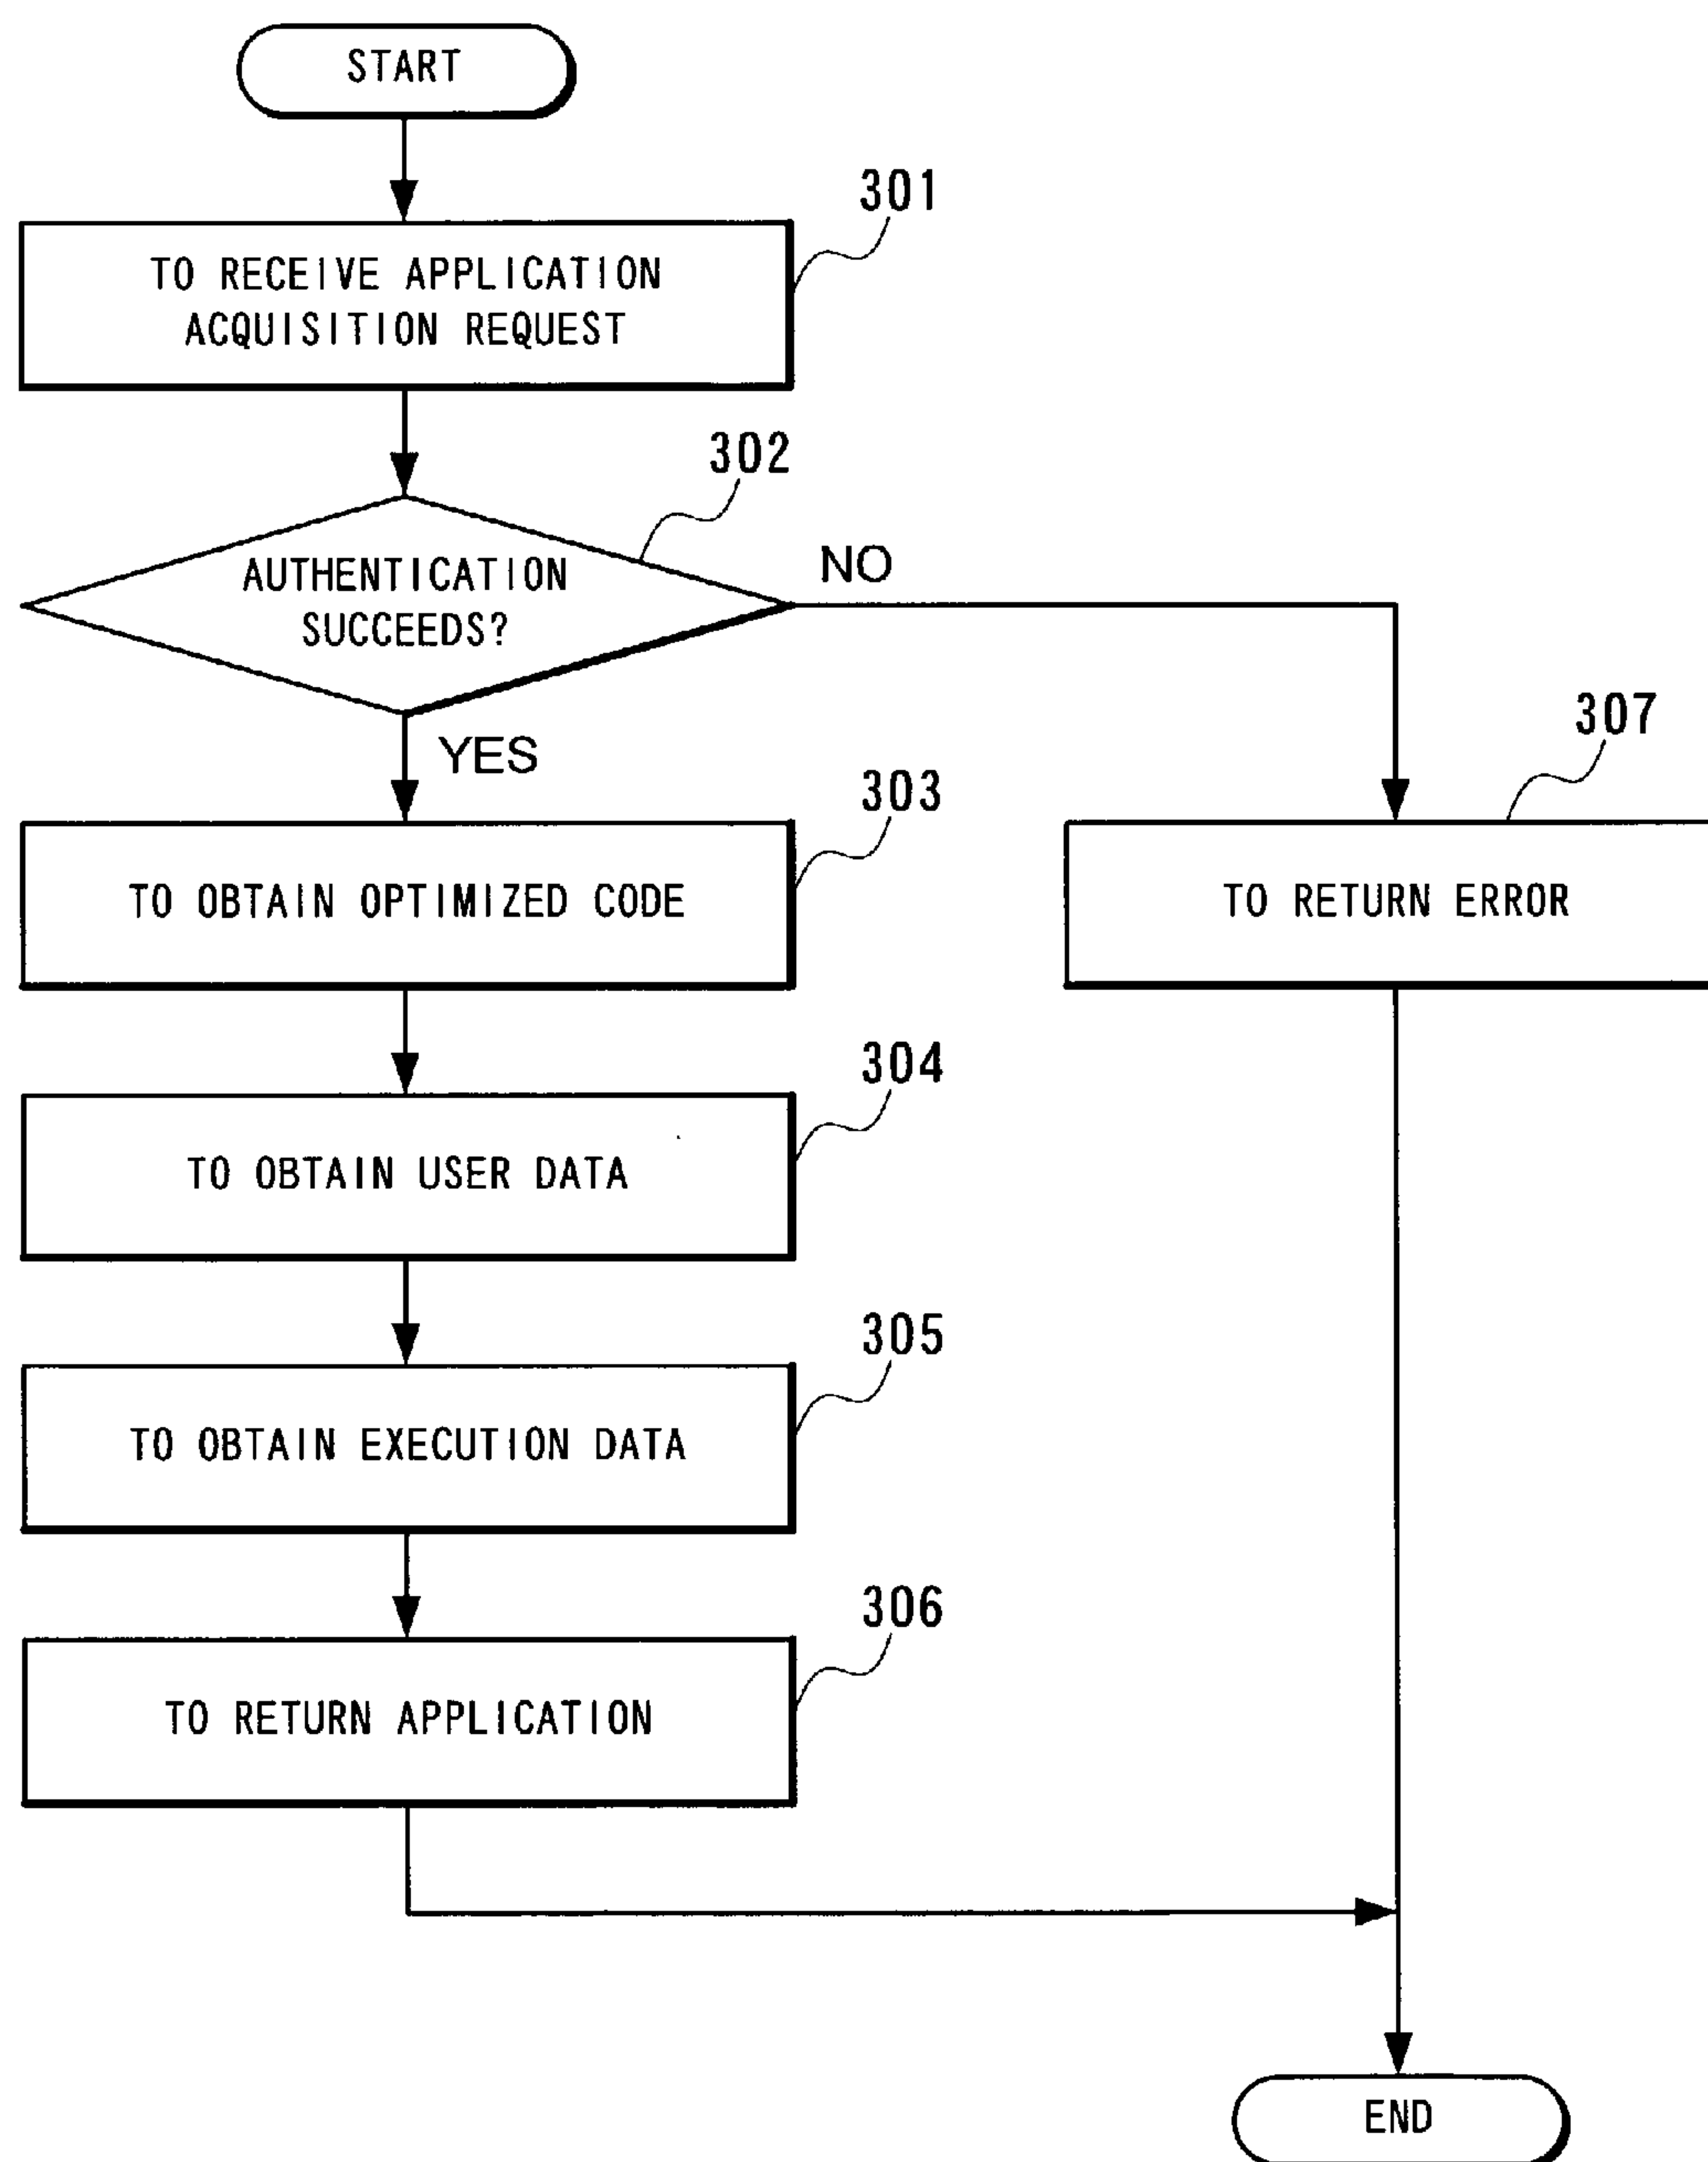 START
301
TO RECEIVE APPLICATION
ACQUISITION REQUEST
302
AUTHENTICATION
SUCCEEDS?
NO
YES
303
TO OBTAIN OPTIMIZED CODE
307
TO RETURN ERROR
304
TO OBTAIN USER DATA
305
TO OBTAIN EXECUTION DATA
306
TO RETURN APPLICATION
END